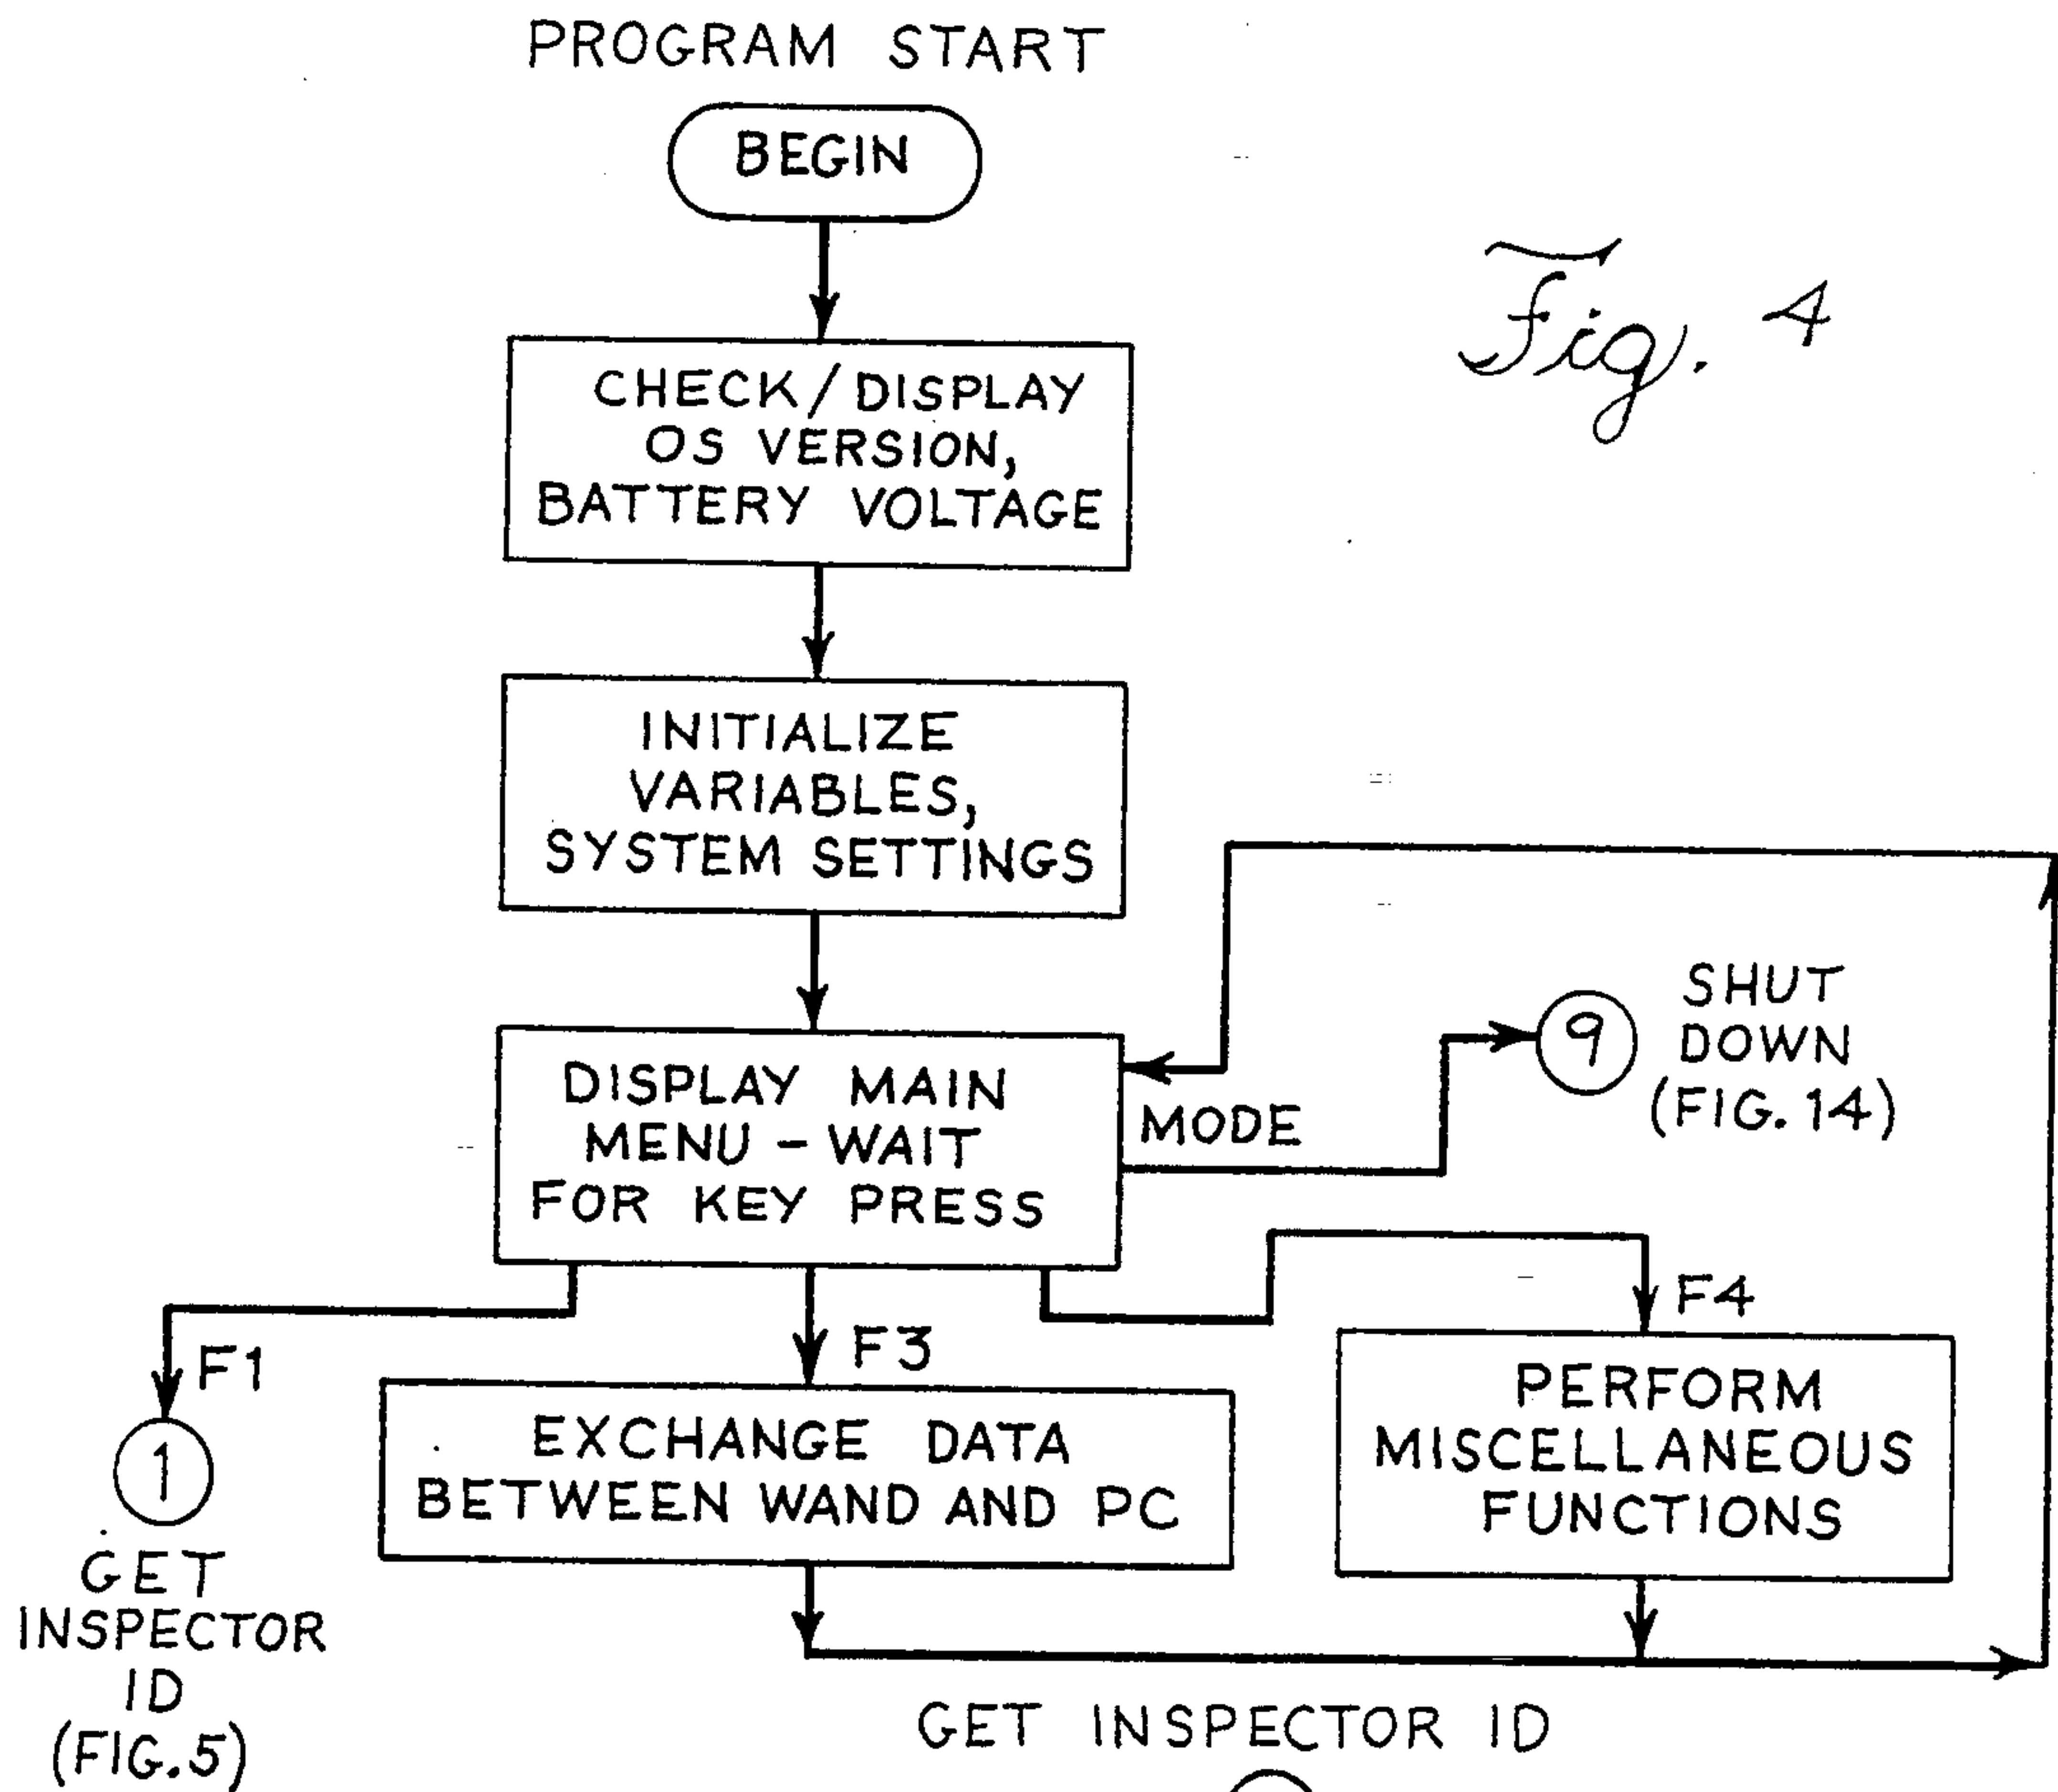 PROGRAM START
BEGIN
Fig. 4
CHECK/DISPLAY
OS VERSION,
BATTERY VOLTAGE
INITIALIZE
VARIABLES,
SYSTEM SETTINGS
SHUT
DOWN
(FIG. 14)
9
DISPLAY MAIN
MENU - WAIT
FOR KEY PRESS
MODE
F1
F3
F4
1
GET
INSPECTOR
ID
(FIG. 5)
EXCHANGE DATA
BETWEEN WAND AND PC
PERFORM
MISCELLANEOUS
FUNCTIONS
GET INSPECTOR ID